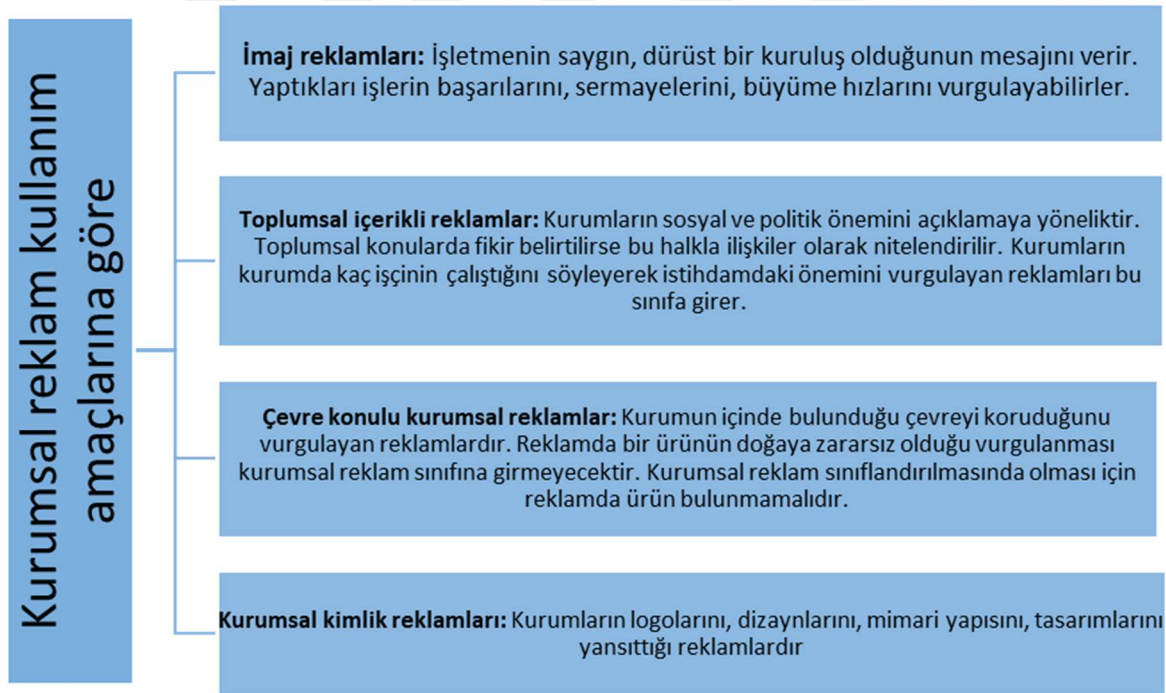 Kurumsal reklam kullanım
amaçlarına göre
İmaj reklamları: İşletmenin saygın, dürüst bir kuruluş olduğunun mesajını verir.
Yaptıkları işlerin başarılarını, sermayelerini, büyüme hızlarını vurgulayabilirler.
Toplumsal içerikli reklamlar: Kurumların sosyal ve politik önemini açıklamaya yöneliktir.
Toplumsal konularda fikir belirtilirse bu halkla ilişkiler olarak nitelendirilir. Kurumların
kurumda kaç işçinin çalıştığını söyleyerek istihdamdaki önemini vurgulayan reklamları bu
sınıfa girer.
Çevre konulu kurumsal reklamlar: Kurumun içinde bulunduğu çevreyi koruduğunu
vurgulayan reklamlardır. Reklamda bir ürünün doğaya zararsız olduğu vurgulanması
kurumsal reklam sınıfına girmeyecektir. Kurumsal reklam sınıflandırılmasında olması için
reklamda ürün bulunmamalıdır.
Kurumsal kimlik reklamları: Kurumların logolarını, dizaynlarını, mimari yapısını, tasarımlarını
yansıttığı reklamlardır